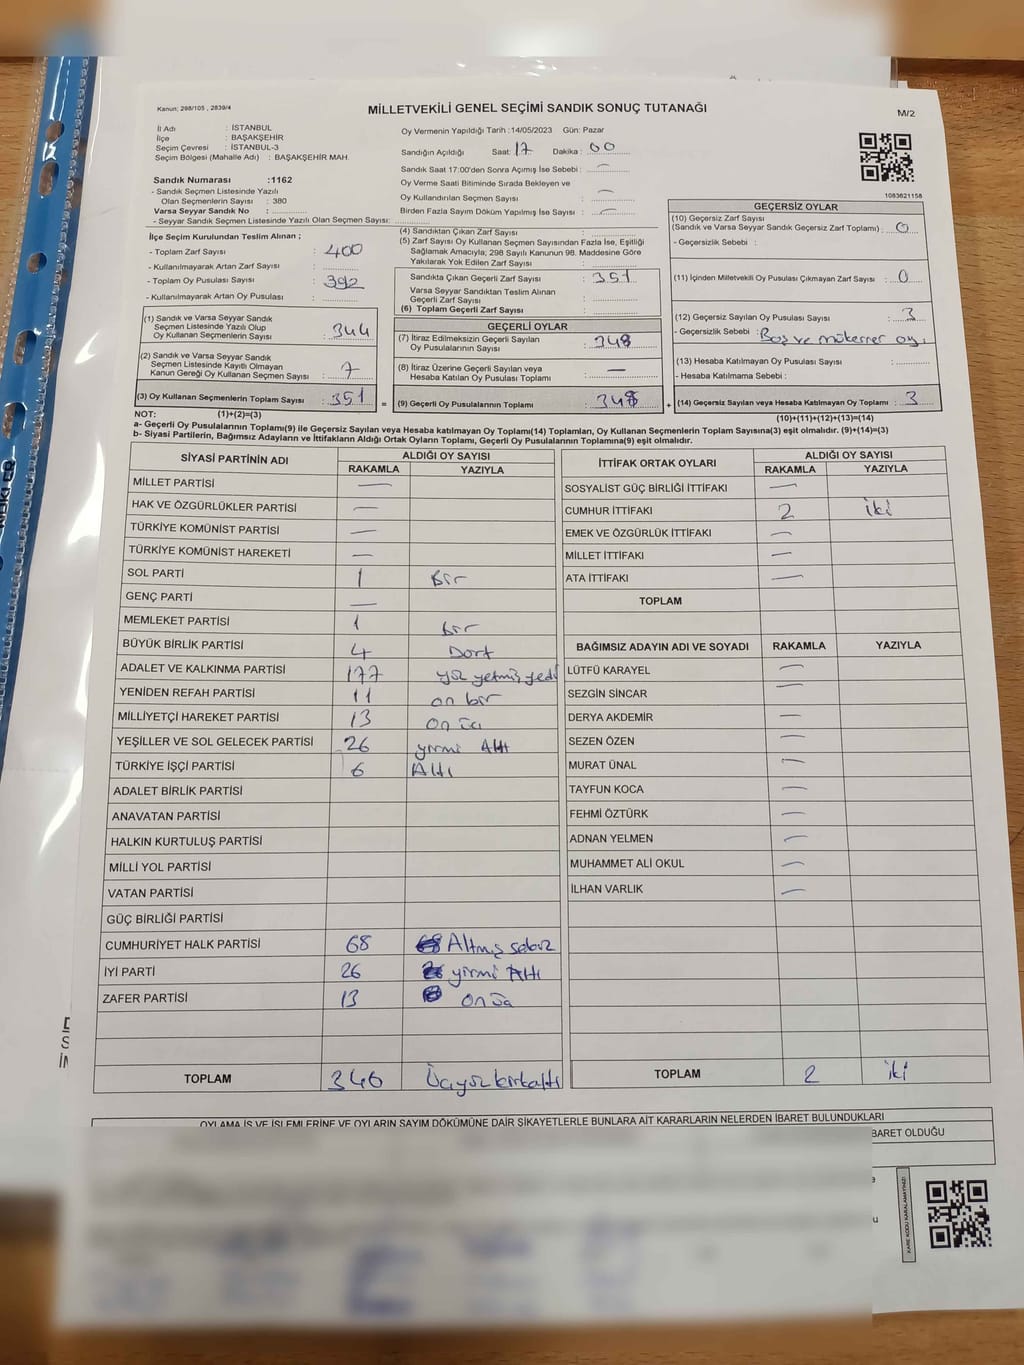 Kanun; 298/105 , 2839/4
MİLLETVEKİLİ GENEL SEÇİMİ SANDIK SONUÇ TUTANAĞI
M/2
İl Adı : İSTANBUL
İlçe : BAŞAKŞEHİR
Seçim Çevresi : İSTANBUL-3
Seçim Bölgesi (Mahalle Adı) : BAŞAKŞEHİR MAH.
Oy Vermenin Yapıldığı Tarih :14/05/2023 Gün: Pazar
Sandığın Açıldığı Saat: 17 Dakika: 00
Sandık Saat 17:00'den Sonra Açılmış İse Sebebi : —
Oy Verme Saati Bitiminde Sırada Bekleyen ve
Oy Kullandırılan Seçmen Sayısı : —
Birden Fazla Sayım Döküm Yapılmış İse Sayısı : —
1083621158
Sandık Numarası :1162
- Sandık Seçmen Listesinde Yazılı
Olan Seçmenlerin Sayısı : 380
Varsa Seyyar Sandık No :
- Seyyar Sandık Seçmen Listesinde Yazılı Olan Seçmen Sayısı:
İlçe Seçim Kurulundan Teslim Alınan ;
- Toplam Zarf Sayısı : 400
- Kullanılmayarak Artan Zarf Sayısı :
- Toplam Oy Pusulası Sayısı : 392
- Kullanılmayarak Artan Oy Pusulası :
(1) Sandık ve Varsa Seyyar Sandık
Seçmen Listesinde Yazılı Olup
Oy Kullanan Seçmenlerin Sayısı : 344
(2) Sandık ve Varsa Seyyar Sandık
Seçmen Listesinde Kayıtlı Olmayan
Kanun Gereği Oy Kullanan Seçmen Sayısı : 7
(3) Oy Kullanan Seçmenlerin Toplam Sayısı : 351 =
(4) Sandıktan Çıkan Zarf Sayısı :
(5) Zarf Sayısı Oy Kullanan Seçmen Sayısından Fazla İse, Eşitliği
Sağlamak Amacıyla; 298 Sayılı Kanunun 98. Maddesine Göre
Yakılarak Yok Edilen Zarf Sayısı :
Sandıkta Çıkan Geçerli Zarf Sayısı : 351
Varsa Seyyar Sandıktan Teslim Alınan
Geçerli Zarf Sayısı :
(6) Toplam Geçerli Zarf Sayısı :
GEÇERLİ OYLAR
(7) İtiraz Edilmeksizin Geçerli Sayılan
Oy Pusulalarının Sayısı : 348
(8) İtiraz Üzerine Geçerli Sayılan veya
Hesaba Katılan Oy Pusulası Toplamı : —
(9) Geçerli Oy Pusulalarının Toplamı : 348 +
GEÇERSİZ OYLAR
(10) Geçersiz Zarf Sayısı
(Sandık ve Varsa Seyyar Sandık Geçersiz Zarf Toplamı) : 0
- Geçersizlik Sebebi :
(11) İçinden Milletvekili Oy Pusulası Çıkmayan Zarf Sayısı : 0
(12) Geçersiz Sayılan Oy Pusulası Sayısı : 3
- Geçersizlik Sebebi : Boş ve mükerrer oy.
(13) Hesaba Katılmayan Oy Pusulası Sayısı :
- Hesaba Katılmama Sebebi :
(14) Geçersiz Sayılan veya Hesaba Katılmayan Oy Toplamı : 3
NOT: (1)+(2)=(3)
(10)+(11)+(12)+(13)=(14)
a- Geçerli Oy Pusulalarının Toplamı(9) ile Geçersiz Sayılan veya Hesaba katılmayan Oy Toplamı(14) Toplamları, Oy Kullanan Seçmenlerin Toplam Sayısına(3) eşit olmalıdır. (9)+(14)=(3)
b- Siyasi Partilerin, Bağımsız Adayların ve İttifakların Aldığı Ortak Oyların Toplamı, Geçerli Oy Pusulalarının Toplamına(9) eşit olmalıdır.
SİYASİ PARTİNİN ADI ALDIĞI OY SAYISI
RAKAMLA YAZIYLA
MİLLET PARTİSİ —
HAK VE ÖZGÜRLÜKLER PARTİSİ —
TÜRKİYE KOMÜNİST PARTİSİ —
TÜRKİYE KOMÜNİST HAREKETİ —
SOL PARTİ 1 Bir
GENÇ PARTİ —
MEMLEKET PARTİSİ 1 bir
BÜYÜK BİRLİK PARTİSİ 4 Dört
ADALET VE KALKINMA PARTİSİ 177 yüz yetmiş yedi
YENİDEN REFAH PARTİSİ 11 on bir
MİLLİYETÇİ HAREKET PARTİSİ 13 on üç
YEŞİLLER VE SOL GELECEK PARTİSİ 26 yirmi Altı
TÜRKİYE İŞÇİ PARTİSİ 6 Altı
ADALET BİRLİK PARTİSİ
ANAVATAN PARTİSİ
HALKIN KURTULUŞ PARTİSİ
MİLLİ YOL PARTİSİ
VATAN PARTİSİ
GÜÇ BİRLİĞİ PARTİSİ
CUMHURİYET HALK PARTİSİ 68 Altmış sekiz
İYİ PARTİ 26 yirmi Altı
ZAFER PARTİSİ 13 on üç
TOPLAM 346 Üçyüz kırkaltı
İTTİFAK ORTAK OYLARI ALDIĞI OY SAYISI
RAKAMLA YAZIYLA
SOSYALİST GÜÇ BİRLİĞİ İTTİFAKI —
CUMHUR İTTİFAKI 2 iki
EMEK VE ÖZGÜRLÜK İTTİFAKI —
MİLLET İTTİFAKI —
ATA İTTİFAKI —
TOPLAM
BAĞIMSIZ ADAYIN ADI VE SOYADI RAKAMLA YAZIYLA
LÜTFÜ KARAYEL —
SEZGİN SİNCAR —
DERYA AKDEMİR —
SEZEN ÖZEN —
MURAT ÜNAL —
TAYFUN KOCA —
FEHMİ ÖZTÜRK —
ADNAN YELMEN —
MUHAMMET ALİ OKUL —
İLHAN VARLIK —
TOPLAM 2 iki
OYLAMA İŞ VE İŞLEMLERİNE VE OYLARIN SAYIM DÖKÜMÜNE DAİR ŞİKAYETLERLE BUNLARA AİT KARARLARIN NELERDEN İBARET BULUNDUKLARI
BARET OLDUĞU
KARE KODU KARALAMAYINIZ!